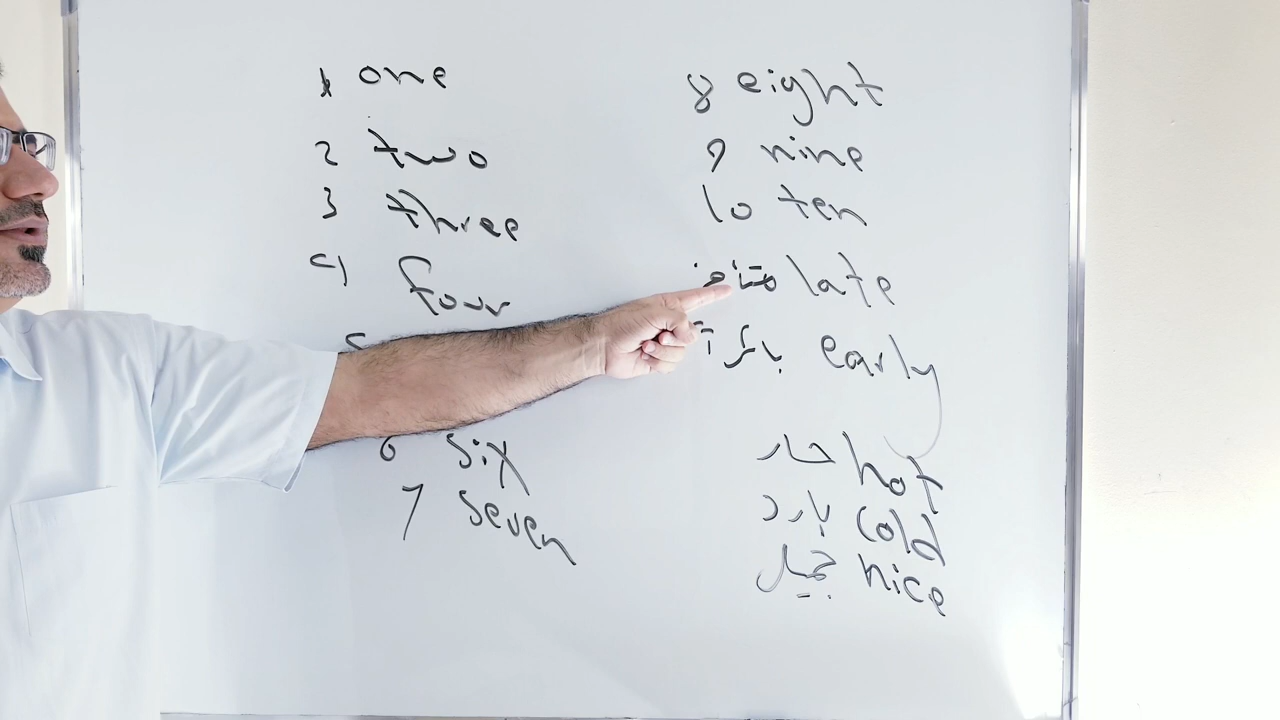 1 one
2 two
3 three
4 four
6 six
7 seven
8 eight
9 nine
10 ten
late
باكراً early
حار hot
بارد cold
جميل nice